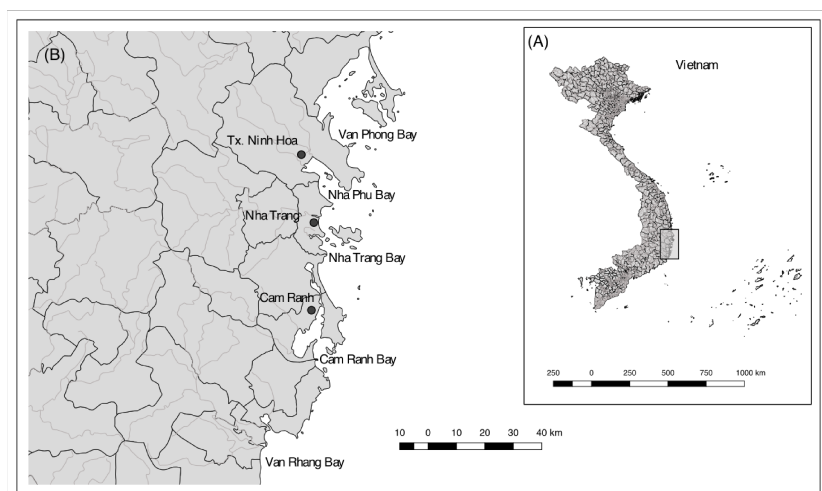 (B)
Tx. Ninh Hoa
Van Phong Bay
Nha Phu Bay
Nha Trang
Nha Trang Bay
Cam Ranh
Cam Ranh Bay
Van Rhang Bay
10 0 10 20 30 40 km
(A)
Vietnam
250 0 250 500 750 1000 km